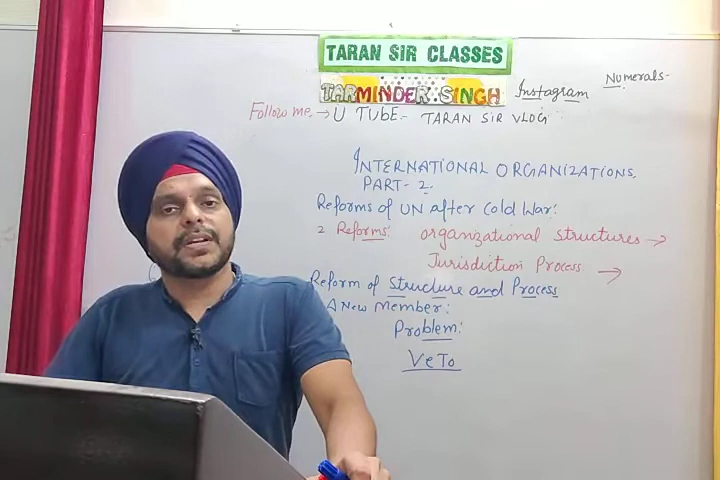 TARAN SIR CLASSES
TARMINDER SINGH Instagram Numerals-
Follow me → U TUBE- TARAN SIR VLOG
INTERNATIONAL ORGANIZATIONS.
PART- 2.
Reforms of UN after Cold War:
2 Reforms: organizational structures →
Jurisdiction Process →
Reform of Structure and Process
A New Member:
Problem:
VeTo